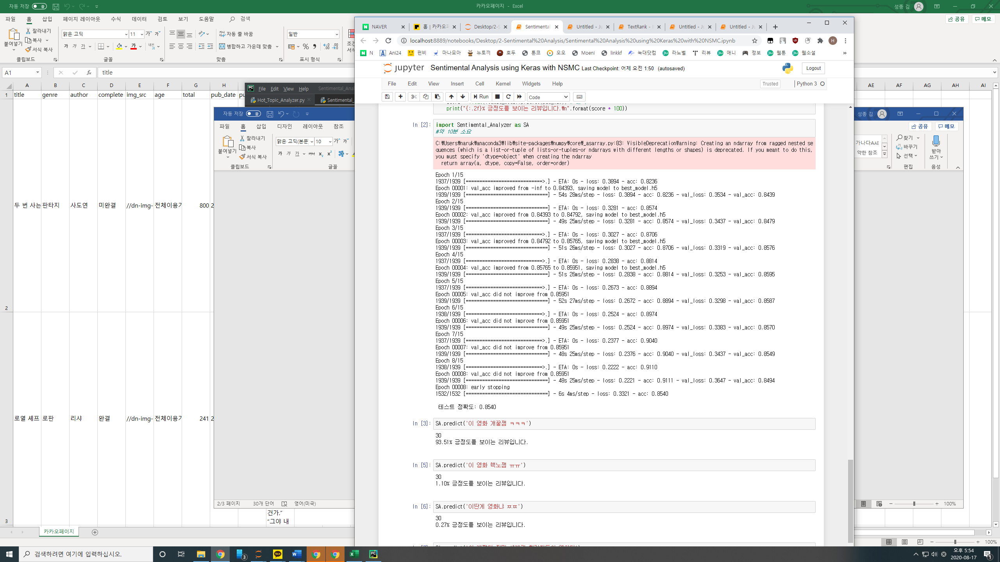 자동 저장 끔
카카오페이지 - Excel
성종 김
파일 홈 삽입 페이지 레이아웃 수식 데이터 검토 보기 도움말 검색
공유 메모
붙여넣기
잘라내기
복사
서식 복사
클립보드
맑은 고딕 11
가 가 가
글꼴
자동 줄 바꿈
병합하고 가운데 맞춤
맞춤
일반
표시 형식
A1
title
A B C D E F G H
AE AF AG AH AI
1 title genre author complete img_src age total pub_date
2 두 번 사는 판타지 사도연 미완결 //dn-img- 전체이용가 800 2
3 로열 셰프 로판 리샤 완결 //dn-img- 전체이용가 241 2
건가.”
“그야 내
카카오페이지
100%
PC File Edit View Help
Hot_Topic_Analyzer.py Sentimental_
자동 저장 끔
성종 김
파일 홈 삽입 디자인 레이아웃 참조
공유 메모
붙여넣기
잘라내기
복사
서식 복사
클립보드
맑은 고딕(본문 10
글꼴
약한 참조
찾기
바꾸기
선택
편집
받아
쓰기
음성
2/3 페이지 30개 단어 영어(미국)
100%
NAVER
홈 | 카카오페
Desktop/2-S
Sentimental
Untitled - Ju
TextRank - J
Untitled - Ju
Untitled - Ju
localhost:8889/notebooks/Desktop/2-Sentimental%20Analysis/Sentimental%20Analysis%20using%20Keras%20with%20NSMC.ipynb
N Ani24 펀비 마나모아 뉴토끼 호두 툰코 오오 Moeni linkkf 늑대닷컴 라노벨 리뷰 애니 정보 웹툰 웹소설 »
jupyter Sentimental Analysis using Keras with NSMC Last Checkpoint: 어제 오전 1:50 (autosaved)
Logout
File Edit View Insert Cell Kernel Widgets Help
Trusted Python 3
Run Code
print("{:.2f}% 긍정도를 보이는 리뷰입니다.₩n".format(score * 100))
In [2]: import Sentimental_Analyzer as SA
#약 10분 소요
C:₩Users₩naruk₩anaconda3₩lib₩site-packages₩numpy₩core₩_asarray.py:83: VisibleDeprecationWarning: Creating an ndarray from ragged nested se
quences (which is a list-or-tuple of lists-or-tuples-or ndarrays with different lengths or shapes) is deprecated. If you meant to do this,
you must specify 'dtype=object' when creating the ndarray
return array(a, dtype, copy=False, order=order)
Epoch 1/15
1937/1939 [============================>.] - ETA: 0s - loss: 0.3894 - acc: 0.8236
Epoch 00001: val_acc improved from -inf to 0.84393, saving model to best_model.h5
1939/1939 [==============================] - 54s 28ms/step - loss: 0.3894 - acc: 0.8236 - val_loss: 0.3534 - val_acc: 0.8439
Epoch 2/15
1939/1939 [==============================] - ETA: 0s - loss: 0.3281 - acc: 0.8574
Epoch 00002: val_acc improved from 0.84393 to 0.84792, saving model to best_model.h5
1939/1939 [==============================] - 49s 25ms/step - loss: 0.3281 - acc: 0.8574 - val_loss: 0.3437 - val_acc: 0.8479
Epoch 3/15
1937/1939 [============================>.] - ETA: 0s - loss: 0.3027 - acc: 0.8706
Epoch 00003: val_acc improved from 0.84792 to 0.85765, saving model to best_model.h5
1939/1939 [==============================] - 51s 26ms/step - loss: 0.3027 - acc: 0.8706 - val_loss: 0.3319 - val_acc: 0.8576
Epoch 4/15
1937/1939 [============================>.] - ETA: 0s - loss: 0.2838 - acc: 0.8814
Epoch 00004: val_acc improved from 0.85765 to 0.85951, saving model to best_model.h5
1939/1939 [==============================] - 51s 26ms/step - loss: 0.2838 - acc: 0.8814 - val_loss: 0.3253 - val_acc: 0.8595
Epoch 5/15
1937/1939 [============================>.] - ETA: 0s - loss: 0.2673 - acc: 0.8894
Epoch 00005: val_acc did not improve from 0.85951
1939/1939 [==============================] - 52s 27ms/step - loss: 0.2672 - acc: 0.8894 - val_loss: 0.3298 - val_acc: 0.8587
Epoch 6/15
1938/1939 [============================>.] - ETA: 0s - loss: 0.2524 - acc: 0.8974
Epoch 00006: val_acc did not improve from 0.85951
1939/1939 [==============================] - 49s 25ms/step - loss: 0.2524 - acc: 0.8974 - val_loss: 0.3383 - val_acc: 0.8570
Epoch 7/15
1937/1939 [============================>.] - ETA: 0s - loss: 0.2377 - acc: 0.9040
Epoch 00007: val_acc did not improve from 0.85951
1939/1939 [==============================] - 48s 25ms/step - loss: 0.2376 - acc: 0.9040 - val_loss: 0.3437 - val_acc: 0.8549
Epoch 8/15
1938/1939 [============================>.] - ETA: 0s - loss: 0.2222 - acc: 0.9110
Epoch 00008: val_acc did not improve from 0.85951
1939/1939 [==============================] - 48s 25ms/step - loss: 0.2221 - acc: 0.9111 - val_loss: 0.3647 - val_acc: 0.8494
Epoch 00008: early stopping
1532/1532 [==============================] - 6s 4ms/step - loss: 0.3321 - acc: 0.8540
테스트 정확도: 0.8540
In [3]: SA.predict('이 영화 개꿀잼 ㅋㅋㅋ')
30
93.51% 긍정도를 보이는 리뷰입니다.
In [5]: SA.predict('이 영화 핵노잼 ㅠㅠ')
30
1.10% 긍정도를 보이는 리뷰입니다.
In [6]: SA.predict('이딴게 영화냐 ㅉㅉ')
30
0.27% 긍정도를 보이는 리뷰입니다.
검색하려면 여기에 입력하십시오.
3
TALK
오후 5:54
2020-08-17
1